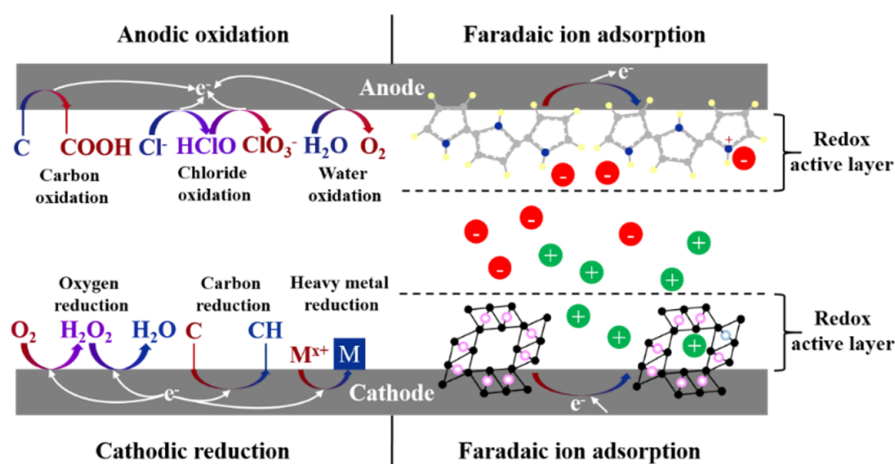 Anodic oxidation
Faradaic ion adsorption
Anode
e-
e-
C
COOH
Cl-
HClO
ClO3-
H2O
O2
Carbon
oxidation
Chloride
oxidation
Water
oxidation
+
-
-
-
Redox
active layer
-
-
-
-
+
+
+
+
+
+
+
Oxygen
reduction
Carbon
reduction
Heavy metal
reduction
O2
H2O2
H2O
C
CH
Mx+
M
Redox
active layer
e-
Cathode
e-
Cathodic reduction
Faradaic ion adsorption